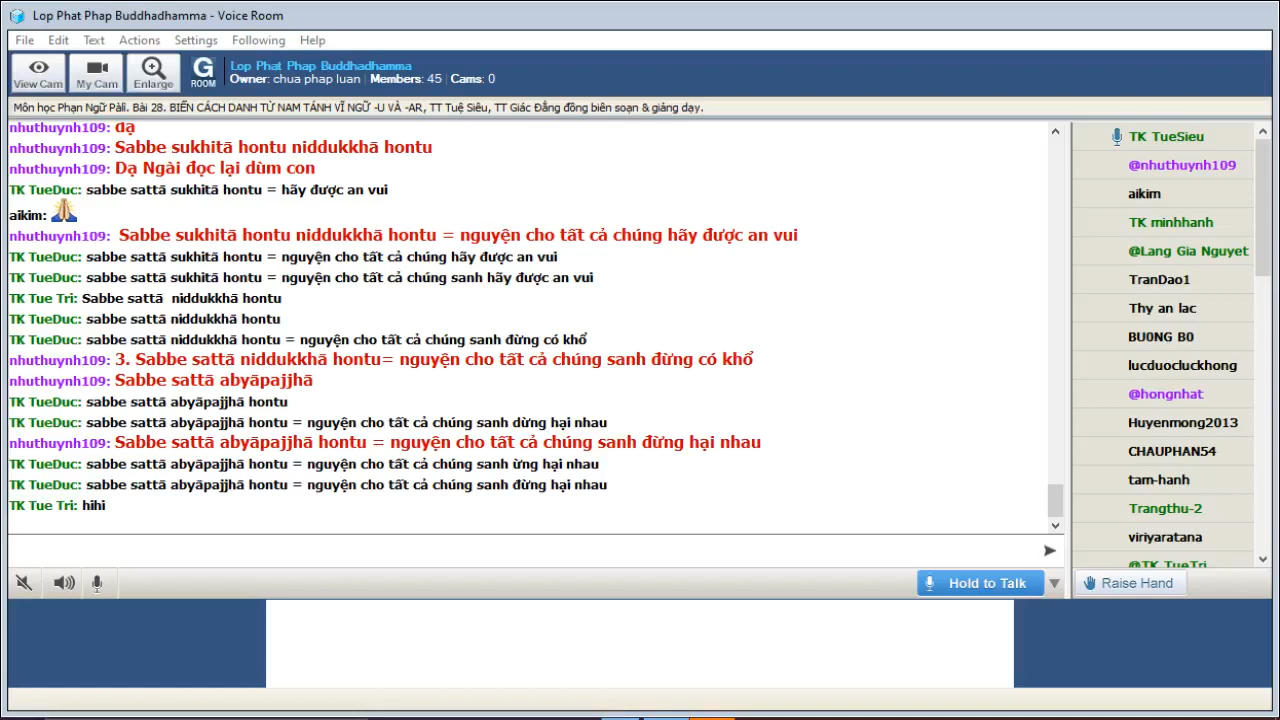 Lop Phat Phap Buddhadhamma - Voice Room
File Edit Text Actions Settings Following Help
View Cam My Cam Enlarge G ROOM
Lop Phat Phap Buddhadhamma
Owner: chua phap luan | Members: 45 | Cams: 0
Môn học Phạn Ngữ Pàli. Bài 28. BIẾN CÁCH DANH TỪ NAM TÁNH VĨ NGỮ -U VÀ -AR, TT Tuệ Siêu, TT Giác Đẳng đồng biên soạn & giảng dạy.
nhuthuynh109: dạ
nhuthuynh109: Sabbe sukhitā hontu niddukkhā hontu
nhuthuynh109: Dạ Ngài đọc lại dùm con
TK TueDuc: sabbe sattā sukhitā hontu = hãy được an vui
aikim:
nhuthuynh109: Sabbe sukhitā hontu niddukkhā hontu = nguyện cho tất cả chúng hãy được an vui
TK TueDuc: sabbe sattā sukhitā hontu = nguyện cho tất cả chúng hãy được an vui
TK TueDuc: sabbe sattā sukhitā hontu = nguyện cho tất cả chúng sanh hãy được an vui
TK Tue Tri: Sabbe sattā niddukkhā hontu
TK TueDuc: sabbe sattā niddukkhā hontu
TK TueDuc: sabbe sattā niddukkhā hontu = nguyện cho tất cả chúng sanh đừng có khổ
nhuthuynh109: 3. Sabbe sattā niddukkhā hontu= nguyện cho tất cả chúng sanh đừng có khổ
nhuthuynh109: Sabbe sattā abyāpajjhā
TK TueDuc: sabbe sattā abyāpajjhā hontu
TK TueDuc: sabbe sattā abyāpajjhā hontu = nguyện cho tất cả chúng sanh dừng hại nhau
nhuthuynh109: Sabbe sattā abyāpajjhā hontu = nguyện cho tất cả chúng sanh đừng hại nhau
TK TueDuc: sabbe sattā abyāpajjhā hontu = nguyện cho tất cả chúng sanh ừng hại nhau
TK TueDuc: sabbe sattā abyāpajjhā hontu = nguyện cho tất cả chúng sanh đừng hại nhau
TK Tue Tri: hihi
Hold to Talk
TK TueSieu
@nhuthuynh109
aikim
TK minhhanh
@Lang Gia Nguyet
TranDao1
Thy an lac
BU0NG B0
lucduocluckhong
@hongnhat
Huyenmong2013
CHAUPHAN54
tam-hanh
Trangthu-2
viriyaratana
@TK TueTri
Raise Hand